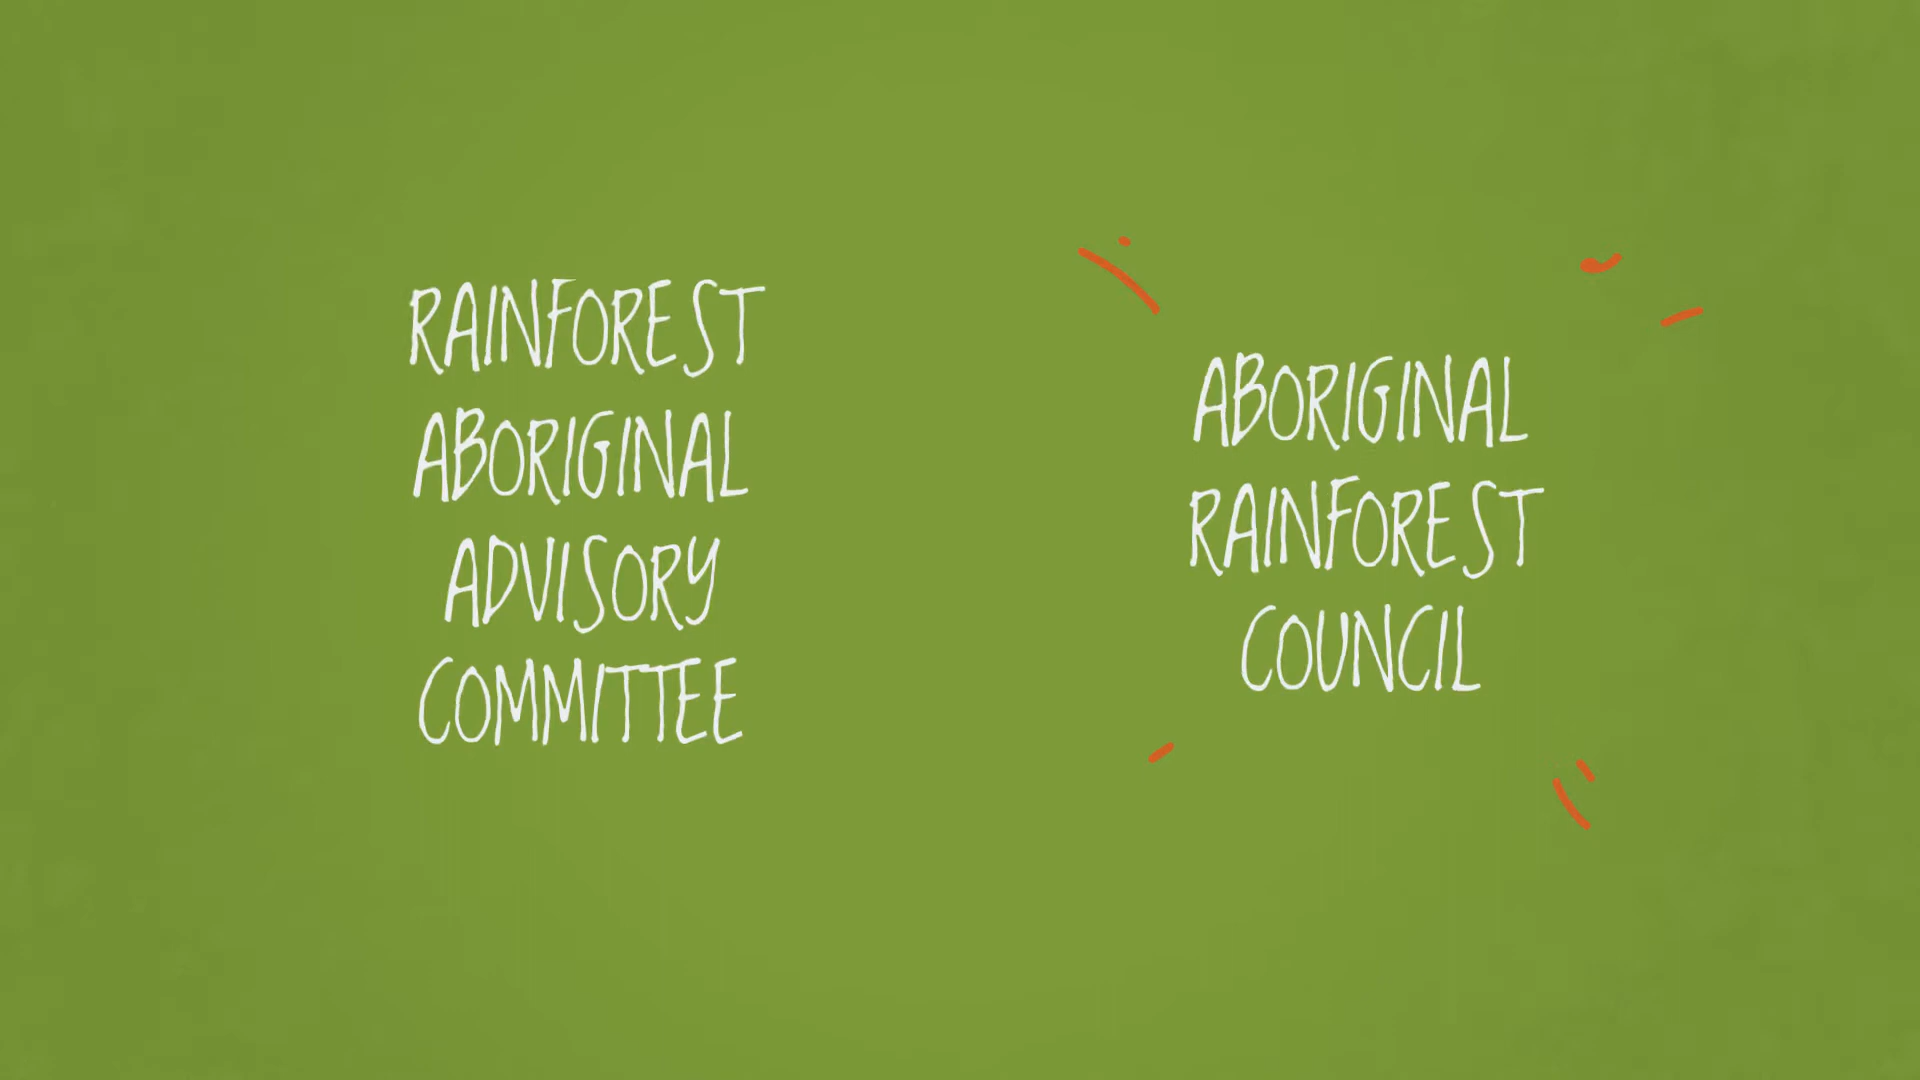 RAINFOREST
ABORIGINAL
ADVISORY
COMMITTEE
ABORIGINAL
RAINFOREST
COUNCIL